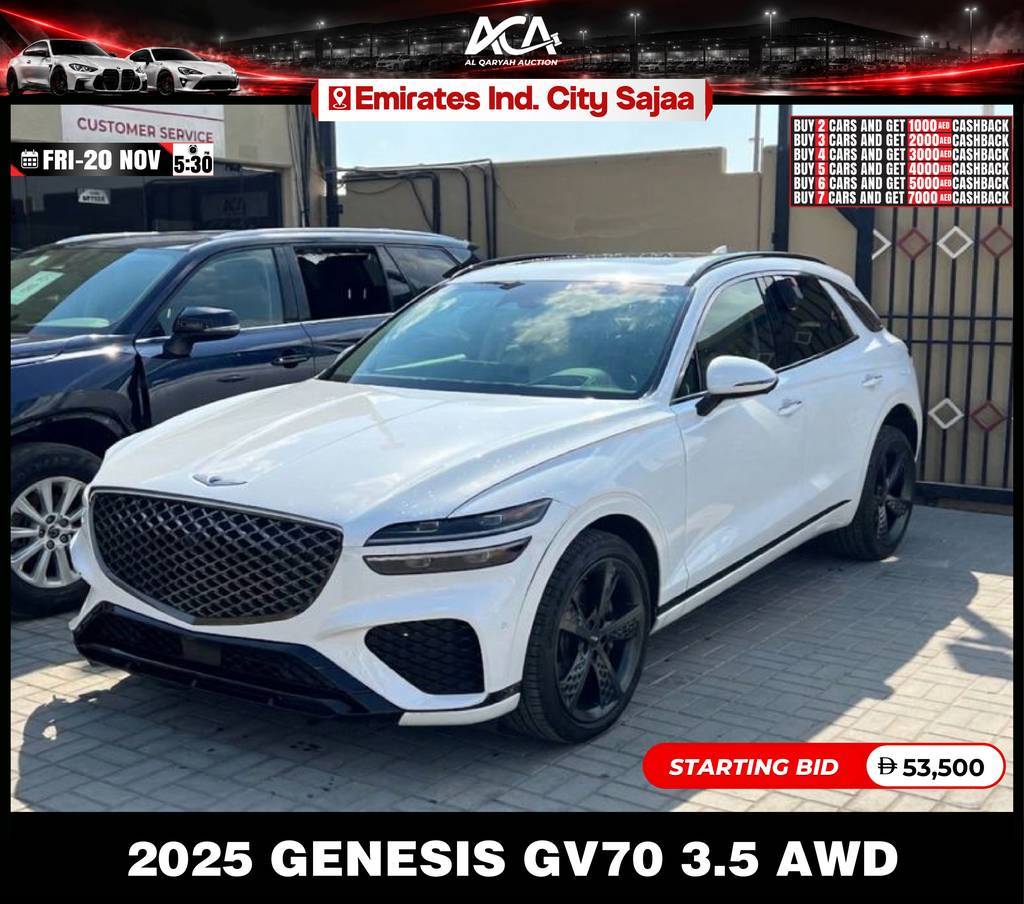 ACA
AL QARYAH AUCTION
Emirates Ind. City Sajaa
CUSTOMER SERVICE
FRI-20 NOV 5:30
BUY 2 CARS AND GET 1000 AED CASHBACK
BUY 3 CARS AND GET 2000 AED CASHBACK
BUY 4 CARS AND GET 3000 AED CASHBACK
BUY 5 CARS AND GET 4000 AED CASHBACK
BUY 6 CARS AND GET 5000 AED CASHBACK
BUY 7 CARS AND GET 7000 AED CASHBACK
STARTING BID 53,500
2025 GENESIS GV70 3.5 AWD